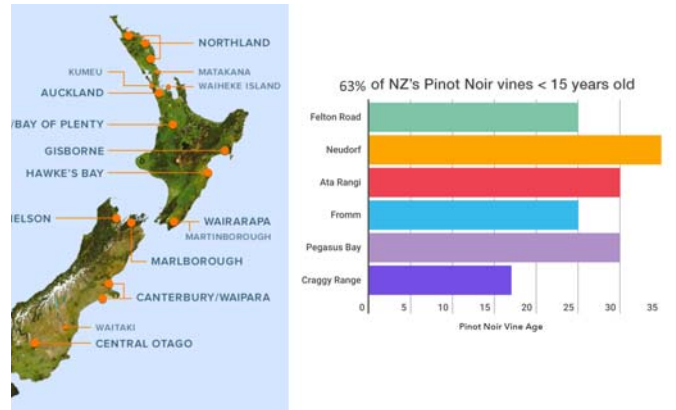 NORTHLAND
KUMEU
MATAKANA
WAIHEKE ISLAND
AUCKLAND
/BAY OF PLENTY
GISBORNE
HAWKE'S BAY
NELSON
WAIRARAPA
MARTINBOROUGH
MARLBOROUGH
CANTERBURY/WAIPARA
WAITAKI
CENTRAL OTAGO
63% of NZ's Pinot Noir vines < 15 years old
Felton Road
Neudorf
Ata Rangi
Fromm
Pegasus Bay
Craggy Range
0 5 10 15 20 25 30 35
Pinot Noir Vine Age